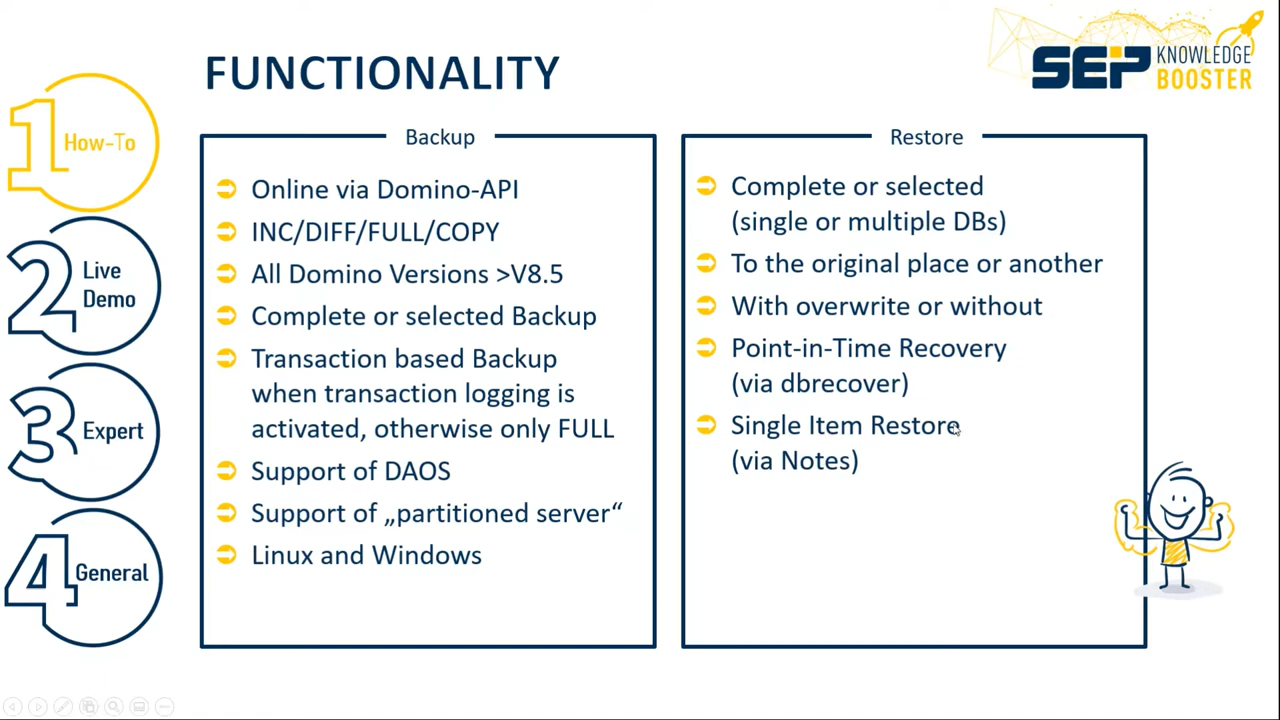 FUNCTIONALITY
SEP KNOWLEDGE
BOOSTER
1 How-To
2 Live
Demo
3 Expert
4 General
Backup
Online via Domino-API
INC/DIFF/FULL/COPY
All Domino Versions >V8.5
Complete or selected Backup
Transaction based Backup
when transaction logging is
activated, otherwise only FULL
Support of DAOS
Support of „partitioned server“
Linux and Windows
Restore
Complete or selected
(single or multiple DBs)
To the original place or another
With overwrite or without
Point-in-Time Recovery
(via dbrecover)
Single Item Restore
(via Notes)